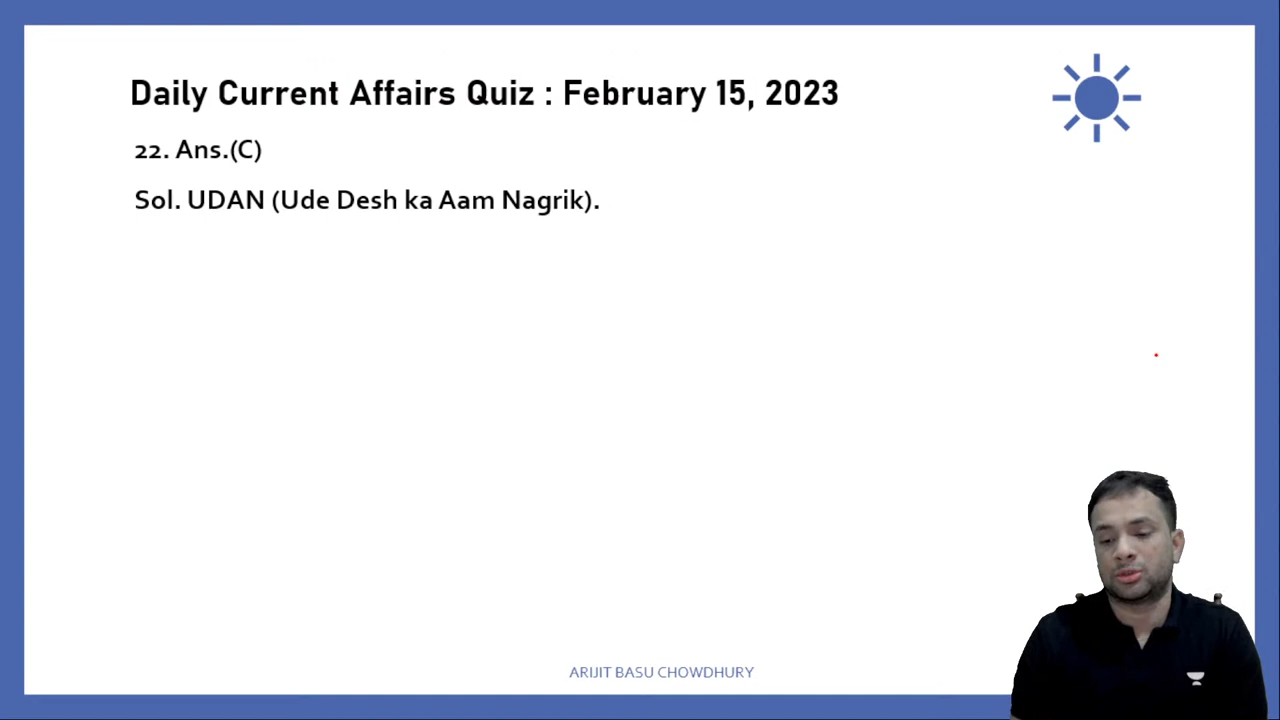 Daily Current Affairs Quiz : February 15, 2023
22. Ans.(C)
Sol. UDAN (Ude Desh ka Aam Nagrik).
ARIJIT BASU CHOWDHURY